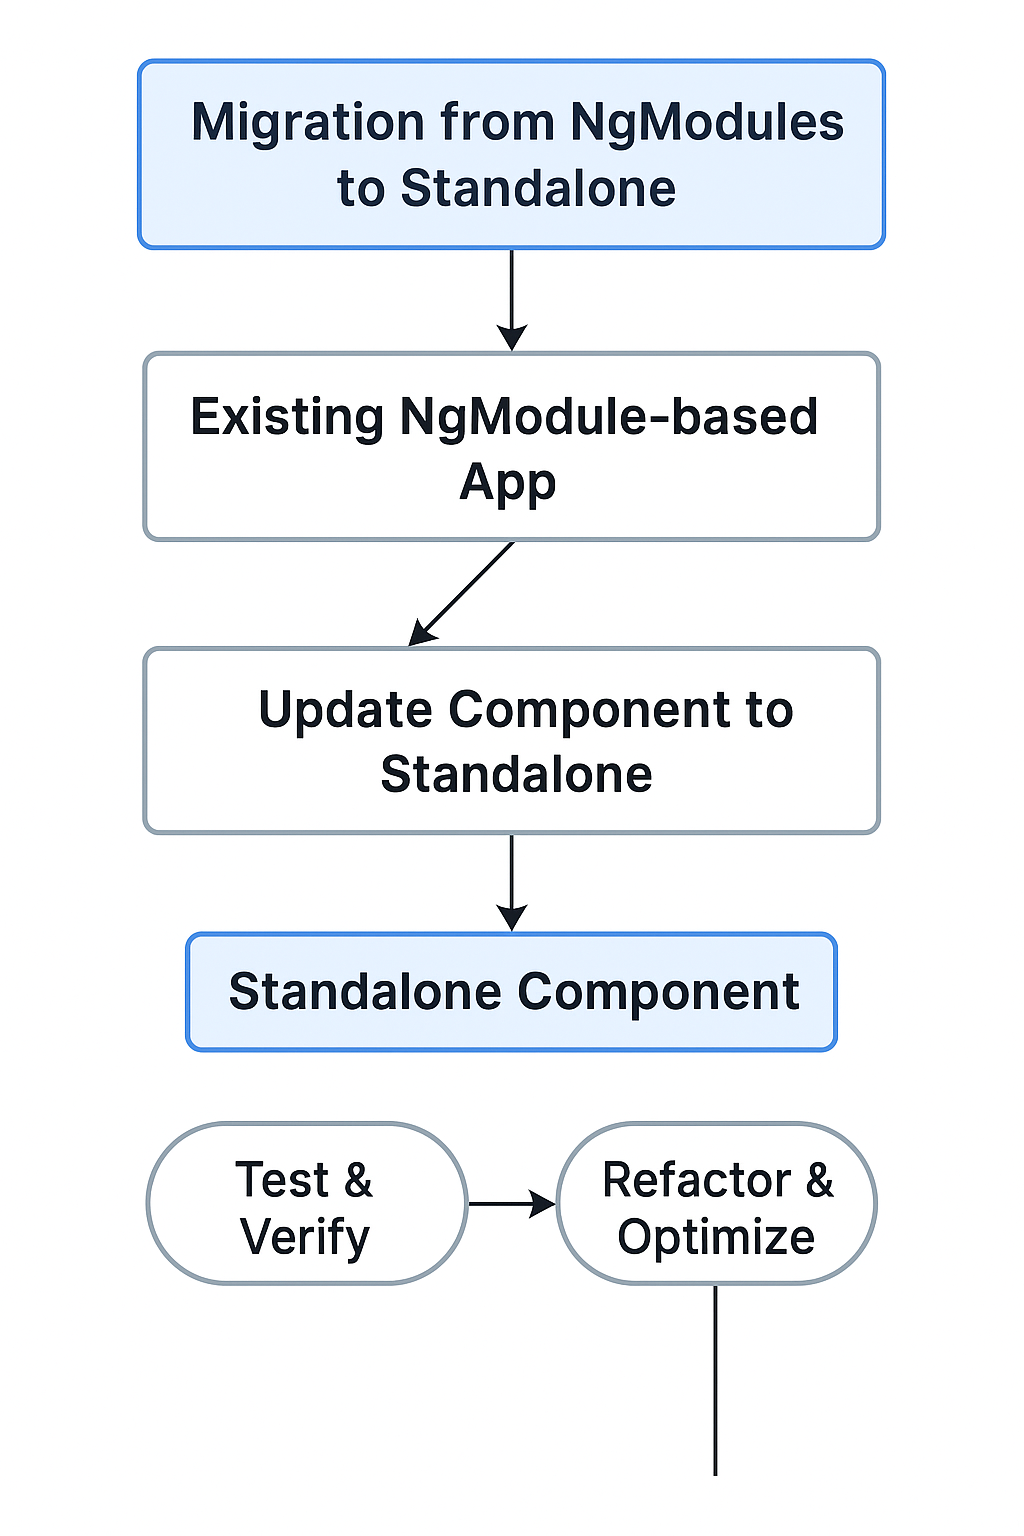 Migration from NgModules
to Standalone
Existing NgModule-based
App
Update Component to
Standalone
Standalone Component
Test &
Verify
Refactor &
Optimize